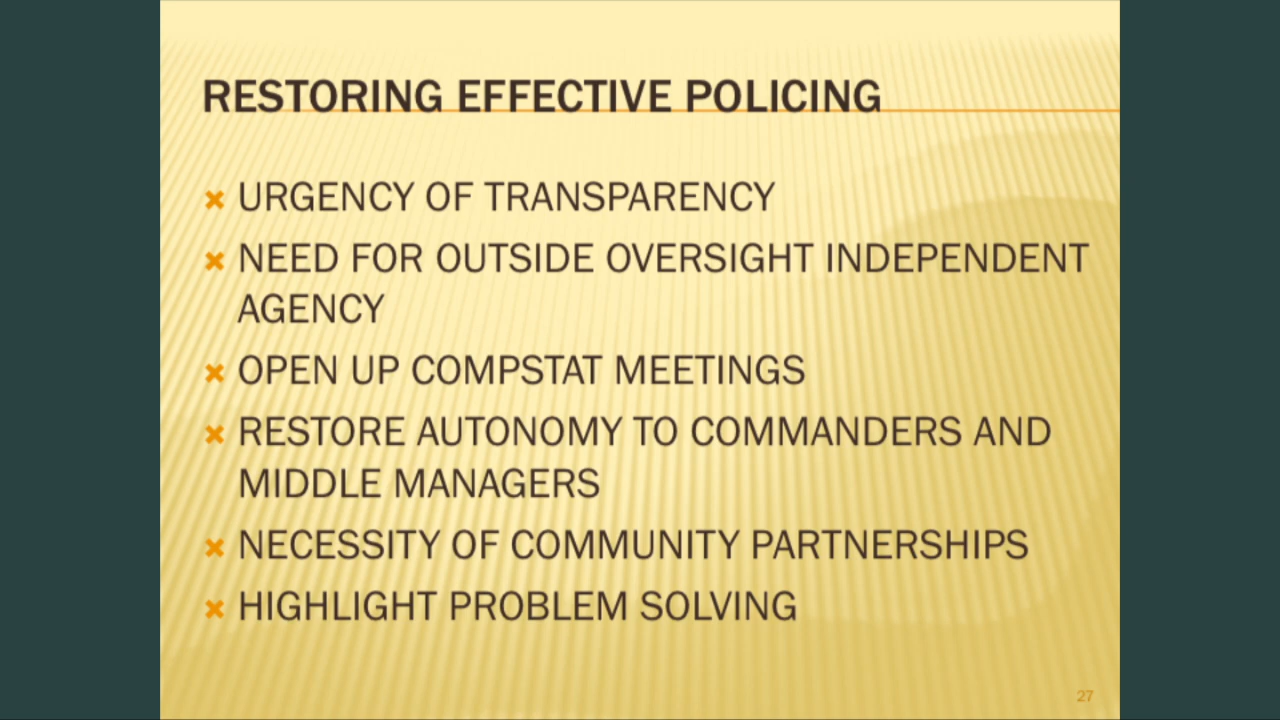 RESTORING EFFECTIVE POLICING
URGENCY OF TRANSPARENCY
NEED FOR OUTSIDE OVERSIGHT INDEPENDENT
AGENCY
OPEN UP COMPSTAT MEETINGS
RESTORE AUTONOMY TO COMMANDERS AND
MIDDLE MANAGERS
NECESSITY OF COMMUNITY PARTNERSHIPS
HIGHLIGHT PROBLEM SOLVING
27